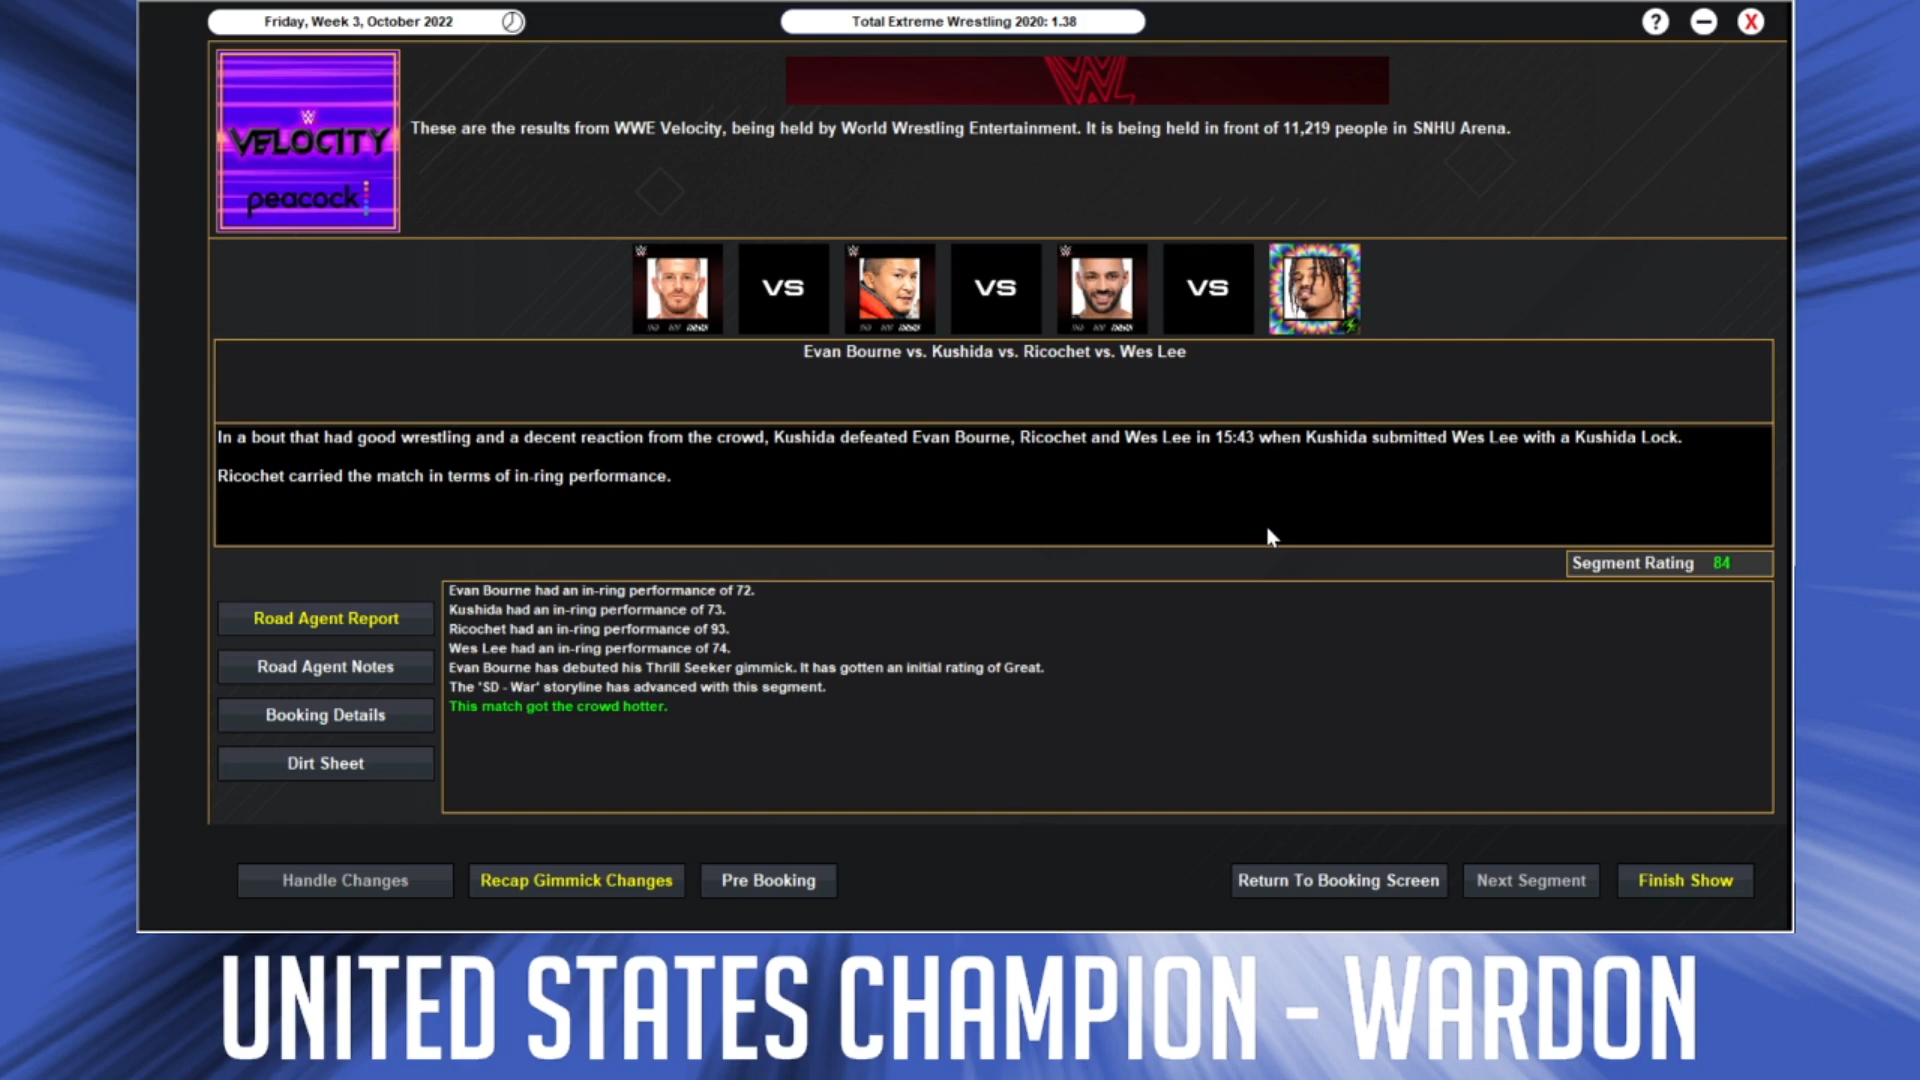 Friday, Week 3, October 2022
Total Extreme Wrestling 2020: 1.38
?
X
W
VELOCITY
peacock
These are the results from WWE Velocity, being held by World Wrestling Entertainment. It is being held in front of 11,219 people in SNHU Arena.
VS
VS
VS
Evan Bourne vs. Kushida vs. Ricochet vs. Wes Lee
In a bout that had good wrestling and a decent reaction from the crowd, Kushida defeated Evan Bourne, Ricochet and Wes Lee in 15:43 when Kushida submitted Wes Lee with a Kushida Lock.
Ricochet carried the match in terms of in-ring performance.
Segment Rating 84
Road Agent Report
Road Agent Notes
Booking Details
Dirt Sheet
Evan Bourne had an in-ring performance of 72.
Kushida had an in-ring performance of 73.
Ricochet had an in-ring performance of 93.
Wes Lee had an in-ring performance of 74.
Evan Bourne has debuted his Thrill Seeker gimmick. It has gotten an initial rating of Great.
The 'SD - War' storyline has advanced with this segment.
This match got the crowd hotter.
Handle Changes
Recap Gimmick Changes
Pre Booking
Return To Booking Screen
Next Segment
Finish Show
UNITED STATES CHAMPION - WARDON